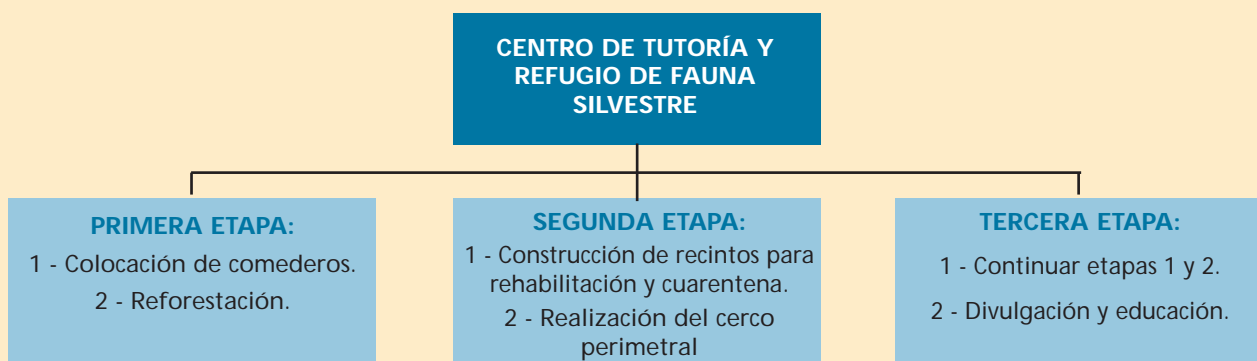 CENTRO DE TUTORÍA Y
REFUGIO DE FAUNA
SILVESTRE
PRIMERA ETAPA:
1 - Colocación de comederos.
2 - Reforestación.
SEGUNDA ETAPA:
1 - Construcción de recintos para
rehabilitación y cuarentena.
2 - Realización del cerco
perimetral
TERCERA ETAPA:
1 - Continuar etapas 1 y 2.
2 - Divulgación y educación.